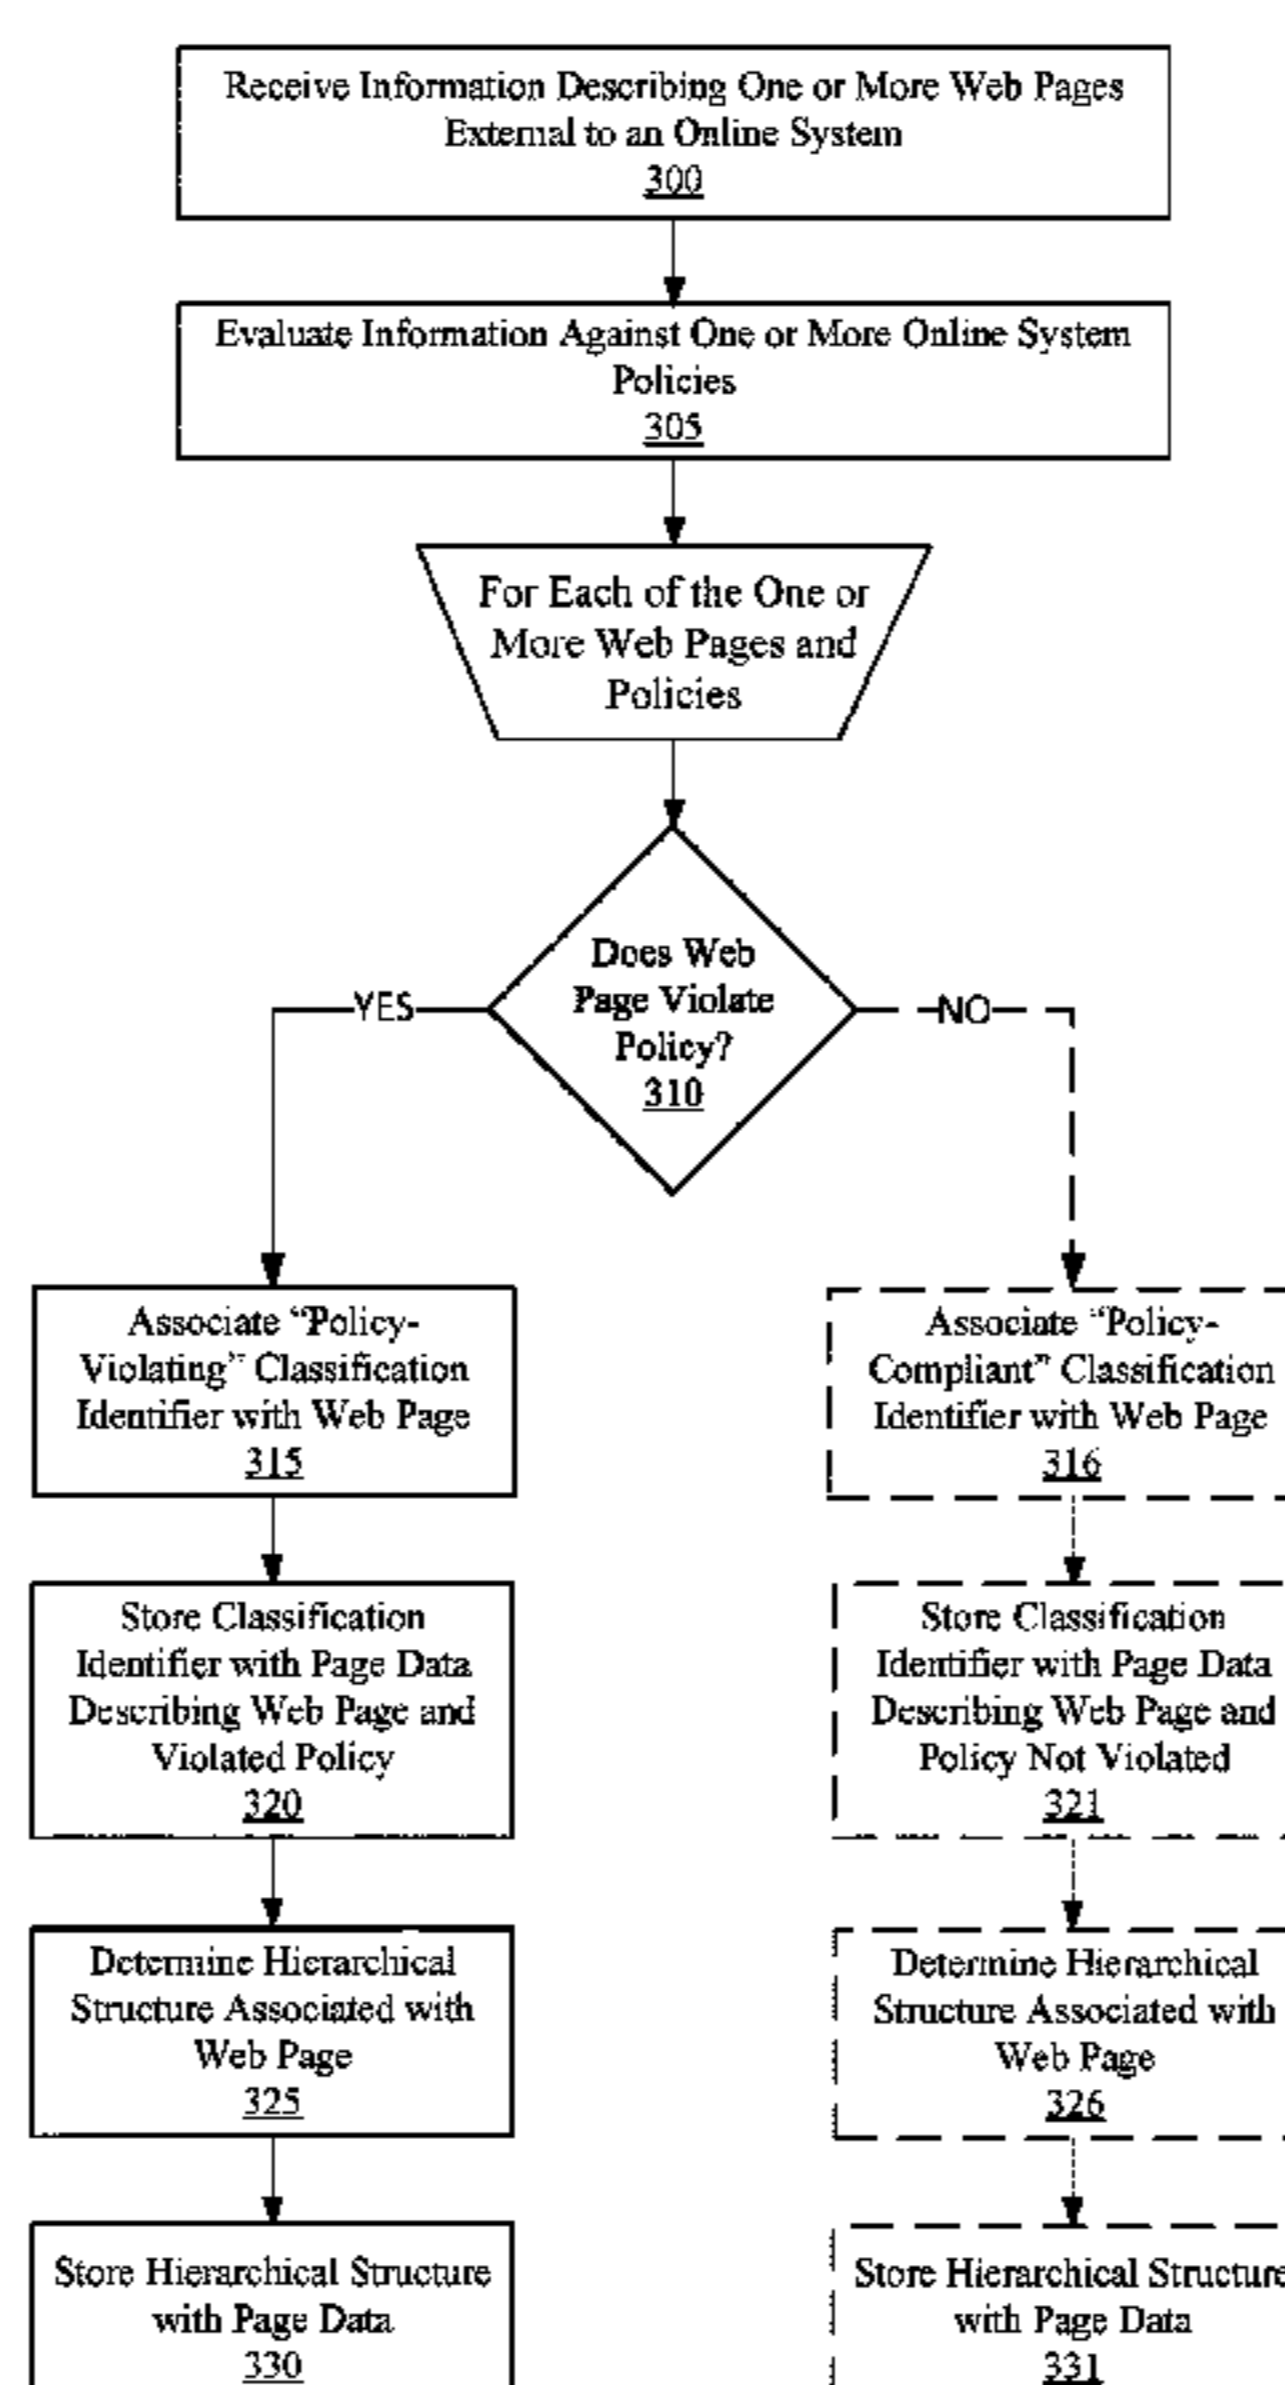 Receive Information Describing One or More Web Pages
External to an Online System
300
Evaluate Information Against One or More Online System
Policies
305
For Each of the One or
More Web Pages and
Policies
Does Web
Page Violate
Policy?
310
YES
NO
Associate “Policy-
Violating” Classification
Identifier with Web Page
315
Associate “Policy-
Compliant” Classification
Identifier with Web Page
316
Store Classification
Identifier with Page Data
Describing Web Page and
Violated Policy
320
Store Classification
Identifier with Page Data
Describing Web Page and
Policy Not Violated
321
Determine Hierarchical
Structure Associated with
Web Page
325
Determine Hierarchical
Structure Associated with
Web Page
326
Store Hierarchical Structure
with Page Data
330
Store Hierarchical Structure
with Page Data
331